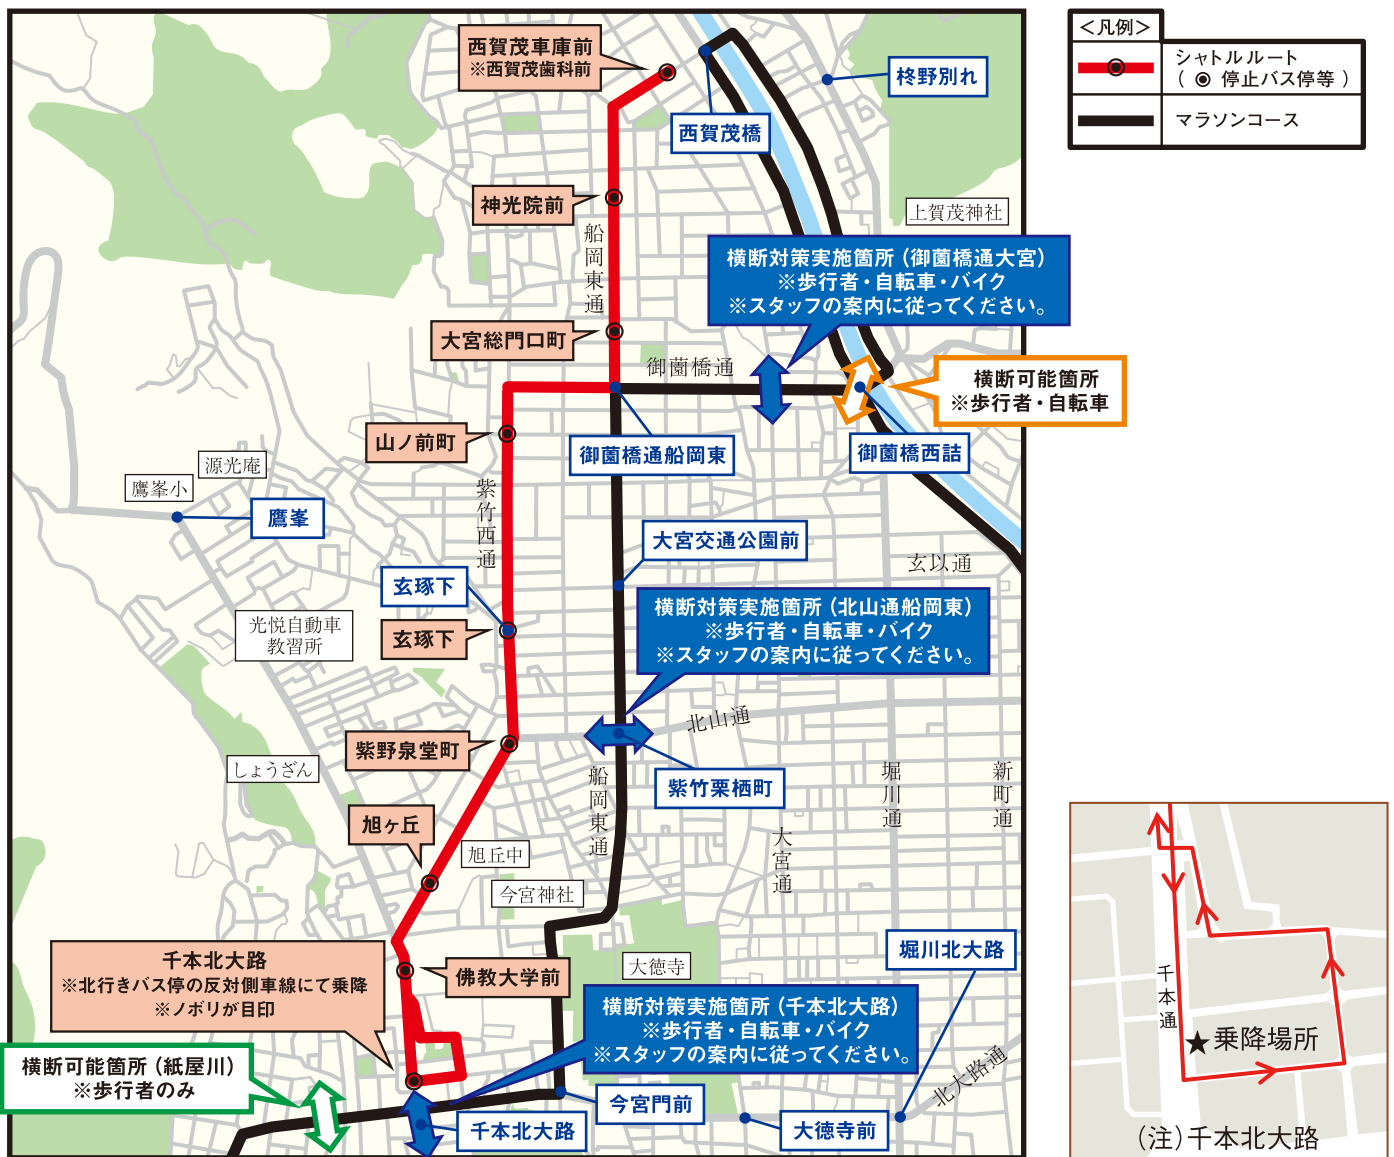 ＜凡例＞
シャトルルート
（ ◉ 停止バス停等 ）
マラソンコース
西賀茂車庫前
※西賀茂歯科前
柊野別れ
西賀茂橋
神光院前
上賀茂神社
船岡東通
横断対策実施箇所（御薗橋通大宮）
※歩行者・自転車・バイク
※スタッフの案内に従ってください。
大宮総門口町
御薗橋通
横断可能箇所
※歩行者・自転車
山ノ前町
御薗橋通船岡東
御薗橋西詰
源光庵
鷹峯小
鷹峯
紫竹西通
大宮交通公園前
玄以通
玄琢下
玄琢下
横断対策実施箇所（北山通船岡東）
※歩行者・自転車・バイク
※スタッフの案内に従ってください。
光悦自動車
教習所
北山通
紫野泉堂町
しょうざん
紫竹栗栖町
船岡東通
堀川通
新町通
旭ヶ丘
旭丘中
大宮通
今宮神社
千本北大路
※北行きバス停の反対側車線にて乗降
※ノボリが目印
佛教大学前
大徳寺
堀川北大路
横断対策実施箇所（千本北大路）
※歩行者・自転車・バイク
※スタッフの案内に従ってください。
横断可能箇所（紙屋川）
※歩行者のみ
今宮門前
北大路通
千本北大路
大徳寺前
千本通
★乗降場所
（注）千本北大路